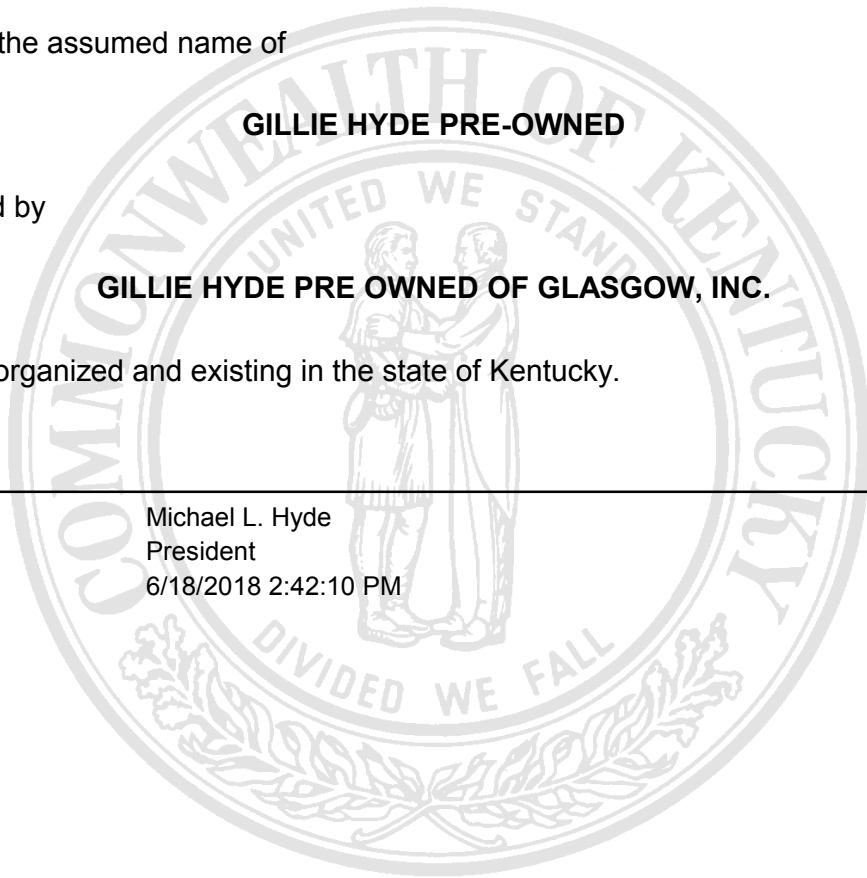 the assumed name of
GILLIE HYDE PRE-OWNED
d by
GILLIE HYDE PRE OWNED OF GLASGOW, INC.
organized and existing in the state of Kentucky.
Michael L. Hyde
President
6/18/2018 2:42:10 PM
COMMONWEALTH OF KENTUCKY
UNITED WE STAND
DIVIDED WE FALL